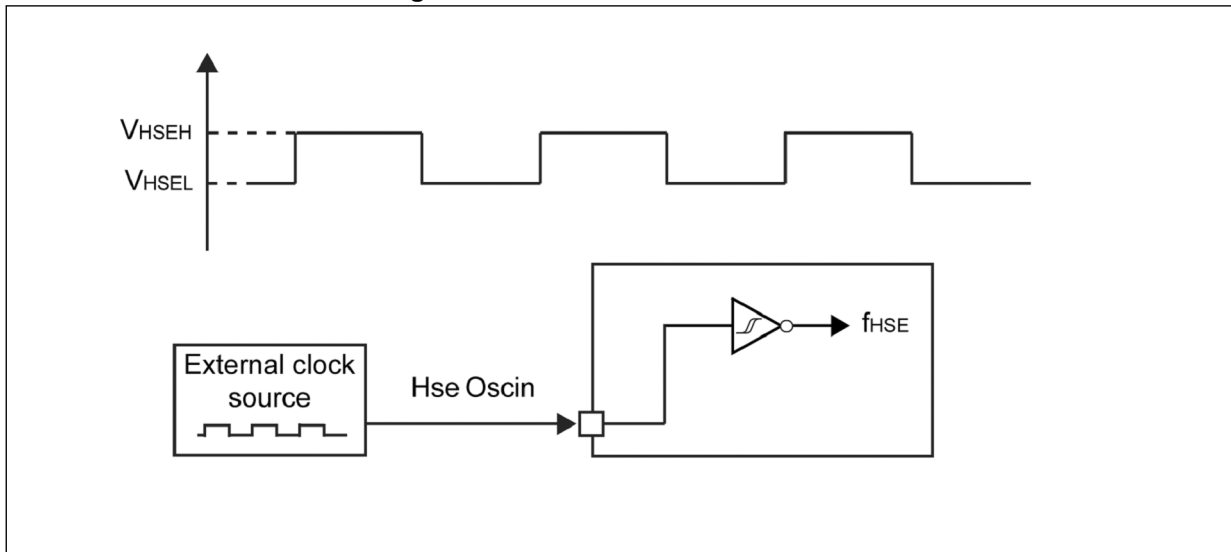 VHSEH
VHSEL
fHSE
External clock
source
Hse Oscin